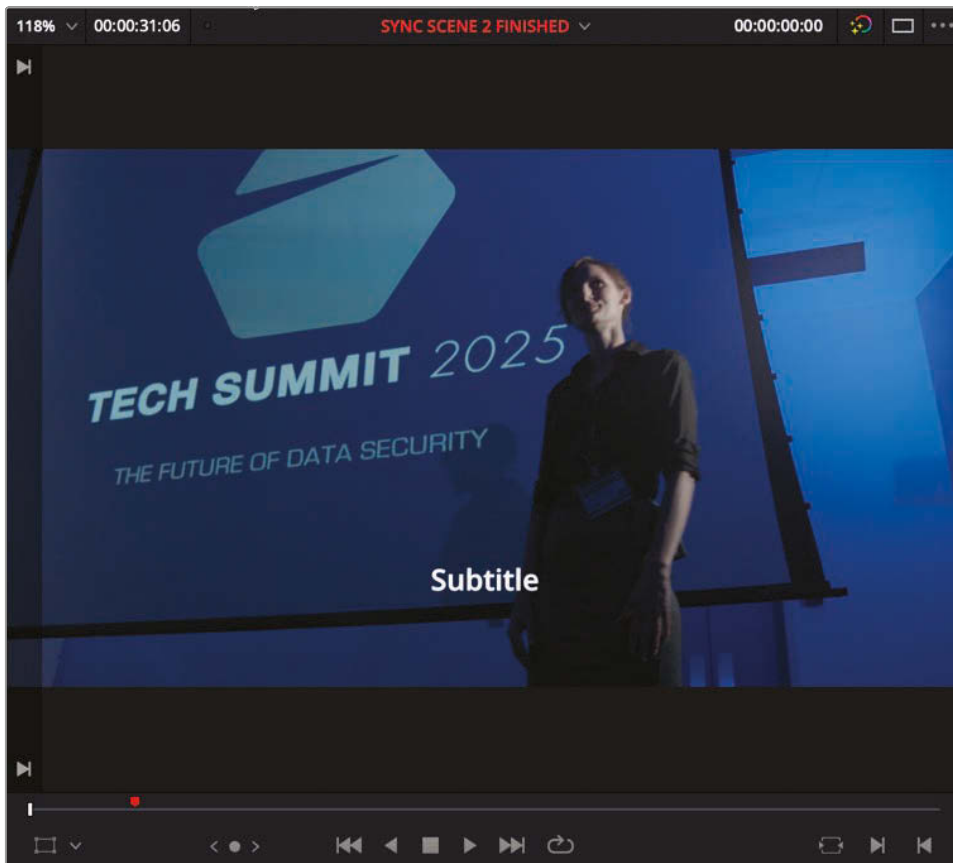 118%
00:00:31:06
SYNC SCENE 2 FINISHED
00:00:00:00
TECH SUMMIT 2025
THE FUTURE OF DATA SECURITY
Subtitle